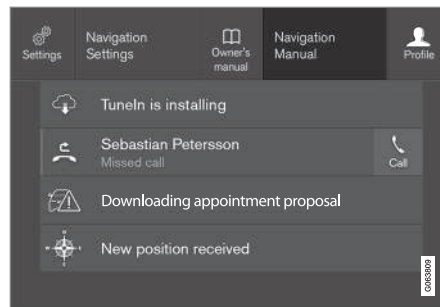 Settings
Navigation
Settings
Owner's
manual
Navigation
Manual
Profile
TuneIn is installing
Sebastian Petersson
Missed call
Call
Downloading appointment proposal
New position received
G063809